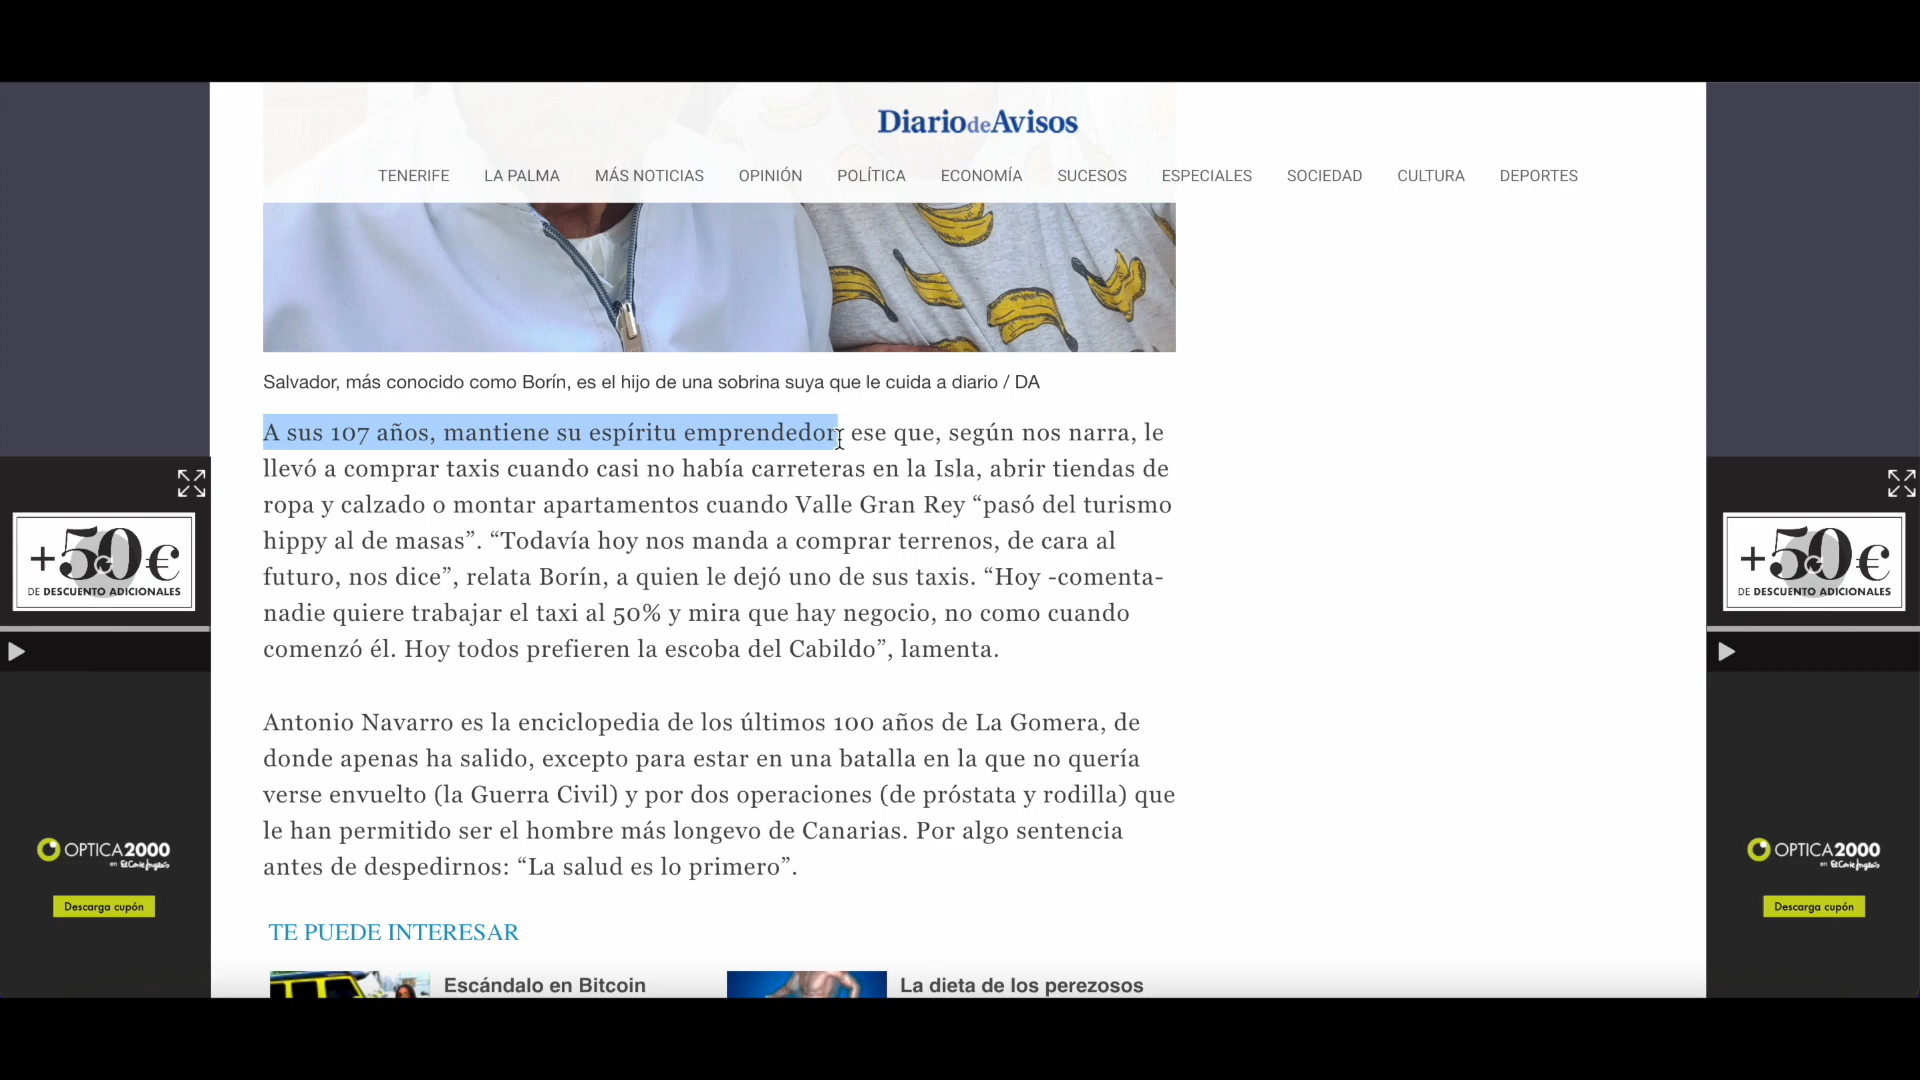 DiariodeAvisos
TENERIFE LA PALMA MÁS NOTICIAS OPINIÓN POLÍTICA ECONOMÍA SUCESOS ESPECIALES SOCIEDAD CULTURA DEPORTES
Salvador, más conocido como Borín, es el hijo de una sobrina suya que le cuida a diario / DA
A sus 107 años, mantiene su espíritu emprendedor, ese que, según nos narra, le
llevó a comprar taxis cuando casi no había carreteras en la Isla, abrir tiendas de
ropa y calzado o montar apartamentos cuando Valle Gran Rey “pasó del turismo
hippy al de masas”. “Todavía hoy nos manda a comprar terrenos, de cara al
futuro, nos dice”, relata Borín, a quien le dejó uno de sus taxis. “Hoy -comenta-
nadie quiere trabajar el taxi al 50% y mira que hay negocio, no como cuando
comenzó él. Hoy todos prefieren la escoba del Cabildo”, lamenta.
Antonio Navarro es la enciclopedia de los últimos 100 años de La Gomera, de
donde apenas ha salido, excepto para estar en una batalla en la que no quería
verse envuelto (la Guerra Civil) y por dos operaciones (de próstata y rodilla) que
le han permitido ser el hombre más longevo de Canarias. Por algo sentencia
antes de despedirnos: “La salud es lo primero”.
TE PUEDE INTERESAR
Escándalo en Bitcoin
La dieta de los perezosos
+50€
DE DESCUENTO ADICIONALES
OPTICA2000
en El Corte Inglés
Descarga cupón
+50€
DE DESCUENTO ADICIONALES
OPTICA2000
en El Corte Inglés
Descarga cupón